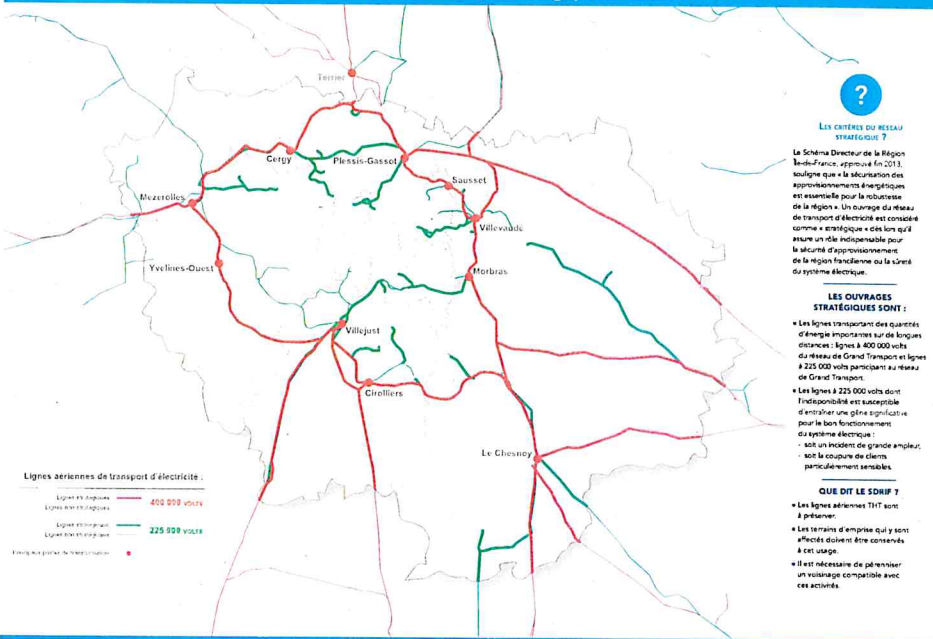 Terrier
Cergy
Plessis-Gassot
Sausset
Mezerolles
Villevaudé
Yvelines-Ouest
Morbras
Villejust
Cirolliers
Le Chesnoy
Lignes aériennes de transport d'électricité :
Lignes stratégiques
Lignes non stratégiques
400 000 VOLTS
Lignes stratégiques
Lignes non stratégiques
225 000 VOLTS
?
LES CRITÈRES DU RÉSEAU
STRATÉGIQUE ?
Le Schéma Directeur de la Région
Île-de-France, approuvé fin 2013,
souligne que « la sécurisation des
approvisionnements énergétiques
est essentielle pour la robustesse
de la région ». Un ouvrage du réseau
de transport d'électricité est considéré
comme « stratégique » dès lors qu'il
assure un rôle indispensable pour
la sécurité d'approvisionnement
de la région francilienne ou la sûreté
du système électrique.
LES OUVRAGES
STRATÉGIQUES SONT :
• Les lignes transportant des quantités
d'énergie importantes sur de longues
distances : lignes à 400 000 volts
du réseau de Grand Transport et lignes
à 225 000 volts participant au réseau
de Grand Transport.
• Les lignes à 225 000 volts dont
l'indisponibilité est susceptible
d'entraîner une gêne significative
pour le bon fonctionnement
du système électrique :
- soit un incident de grande ampleur,
- soit la coupure de clients
particulièrement sensibles.
QUE DIT LE SDRIF ?
• Les lignes aériennes THT sont
à préserver.
• Les terrains d'emprise qui y sont
affectés doivent être conservés
à cet usage.
• Il est nécessaire de pérenniser
un voisinage compatible avec
ces activités.